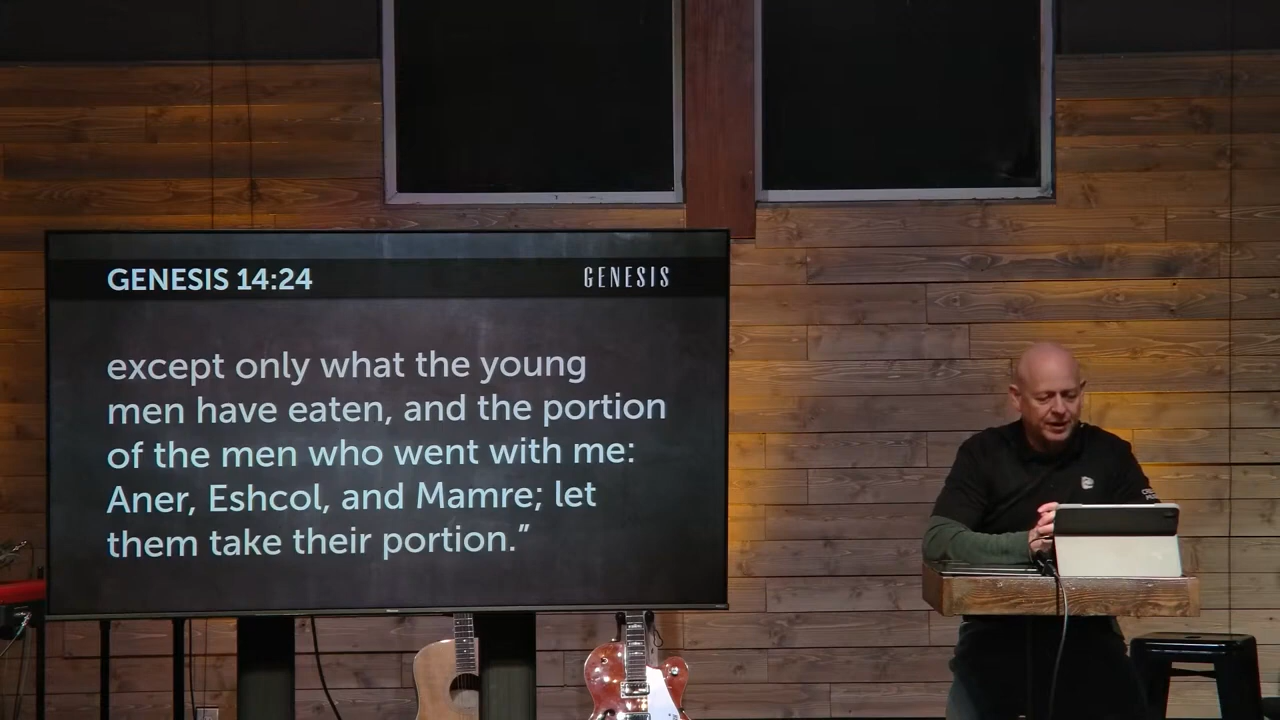 GENESIS 14:24
GENESIS
except only what the young
men have eaten, and the portion
of the men who went with me:
Aner, Eshcol, and Mamre; let
them take their portion.”